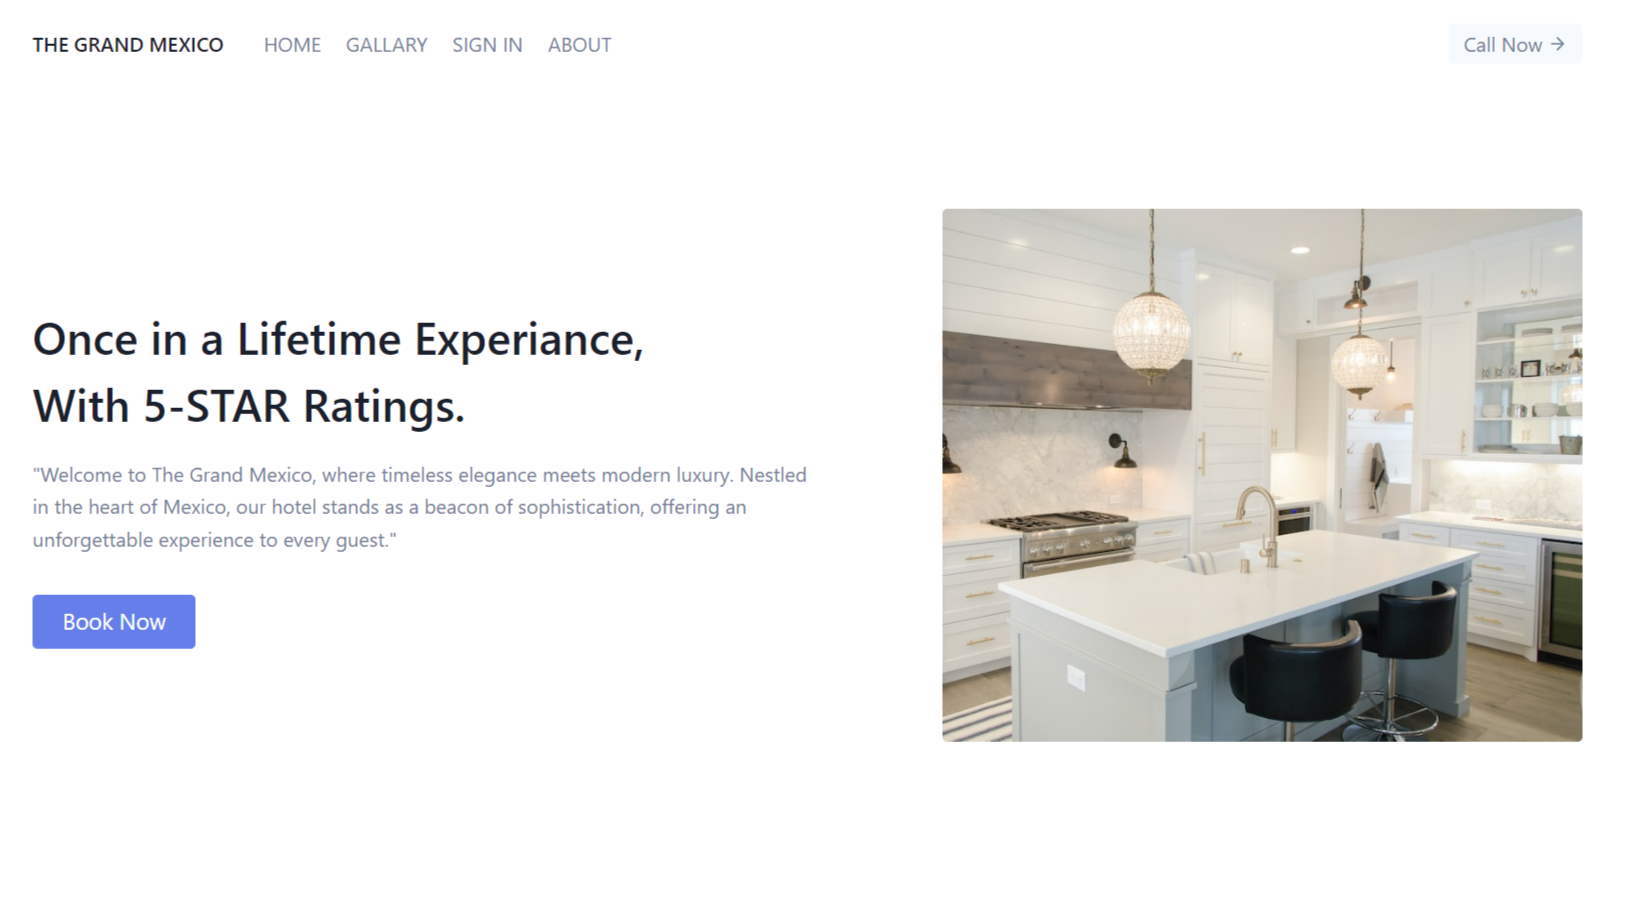 THE GRAND MEXICO HOME GALLARY SIGN IN ABOUT Call Now →
Once in a Lifetime Experiance,
With 5-STAR Ratings.
"Welcome to The Grand Mexico, where timeless elegance meets modern luxury. Nestled
in the heart of Mexico, our hotel stands as a beacon of sophistication, offering an
unforgettable experience to every guest."
Book Now